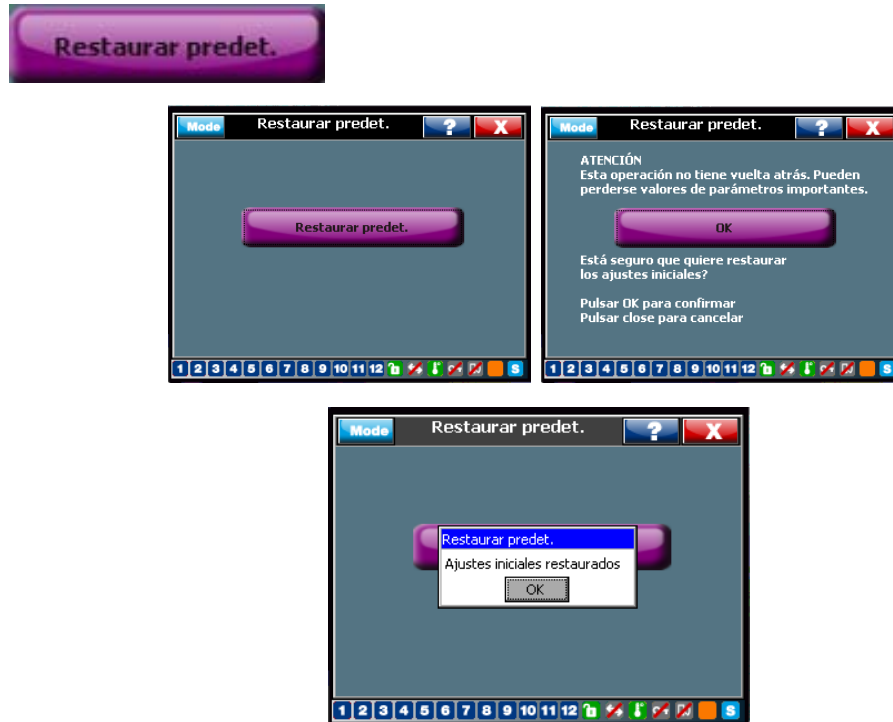 Restaurar predet.
Mode Restaurar predet. ? X
Restaurar predet.
1 2 3 4 5 6 7 8 9 10 11 12 S
Mode Restaurar predet. ? X
ATENCIÓN
Esta operación no tiene vuelta atrás. Pueden
perderse valores de parámetros importantes.
OK
Está seguro que quiere restaurar
los ajustes iniciales?
Pulsar OK para confirmar
Pulsar close para cancelar
1 2 3 4 5 6 7 8 9 10 11 12 S
Mode Restaurar predet. ? X
Restaurar predet.
Ajustes iniciales restaurados
OK
1 2 3 4 5 6 7 8 9 10 11 12 S